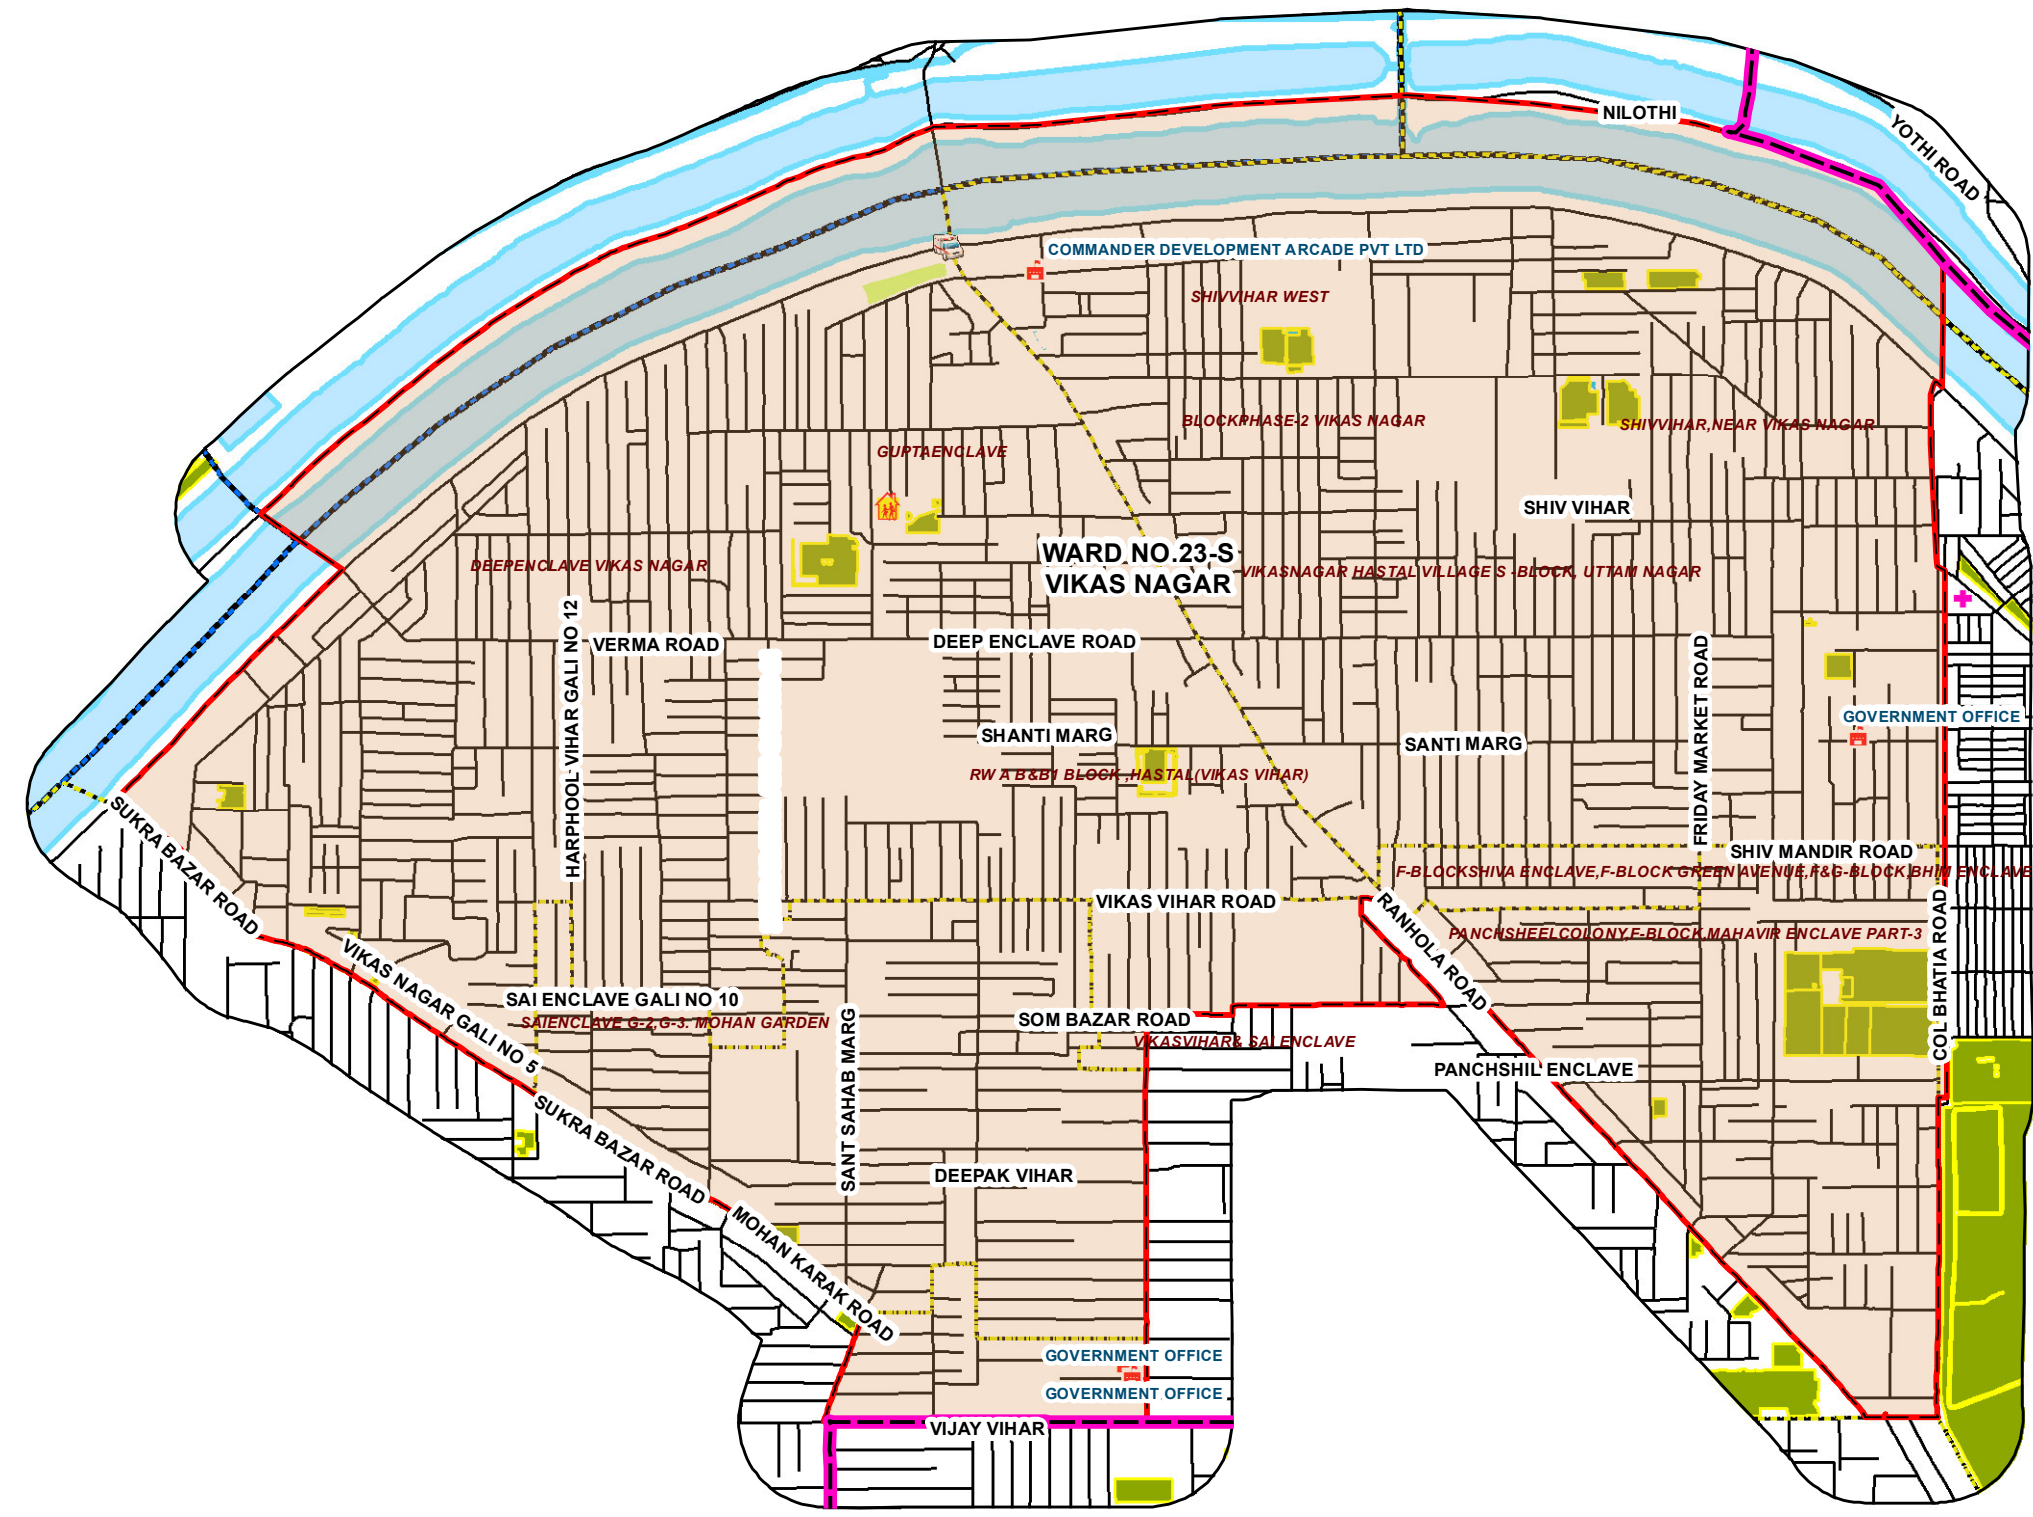 NILOTHI
YOTHI ROAD
COMMANDER DEVELOPMENT ARCADE PVT LTD
SHIVVIHAR WEST
BLOCKPHASE-2 VIKAS NAGAR
SHIVVIHAR,NEAR VIKAS NAGAR
GUPTAENCLAVE
SHIV VIHAR
WARD NO.23-S
VIKAS NAGAR
DEEPENCLAVE VIKAS NAGAR
VIKASNAGAR HASTAL VILLAGE S -BLOCK, UTTAM NAGAR
HARPHOOL VIHAR GALI NO 12
VERMA ROAD
DEEP ENCLAVE ROAD
FRIDAY MARKET ROAD
GOVERNMENT OFFICE
SHANTI MARG
SANTI MARG
RW A B&B1 BLOCK ,HASTAL(VIKAS VIHAR)
SUKRA BAZAR ROAD
SHIV MANDIR ROAD
F-BLOCKSHIVA ENCLAVE,F-BLOCK GREEN AVENUE,F&G-BLOCK,BHIM ENCLAVE
VIKAS VIHAR ROAD
RANHOLA ROAD
PANCHSHEELCOLONY,F-BLOCK,MAHAVIR ENCLAVE PART-3
COL BHATIA ROAD
VIKAS NAGAR GALI NO 5
SAI ENCLAVE GALI NO 10
SAIENCLAVE G-2,G-3. MOHAN GARDEN
SANT SAHAB MARG
SOM BAZAR ROAD
VIKASVIHAR& SAI ENCLAVE
PANCHSHIL ENCLAVE
SUKRA BAZAR ROAD
DEEPAK VIHAR
MOHAN KARAK ROAD
GOVERNMENT OFFICE
GOVERNMENT OFFICE
VIJAY VIHAR